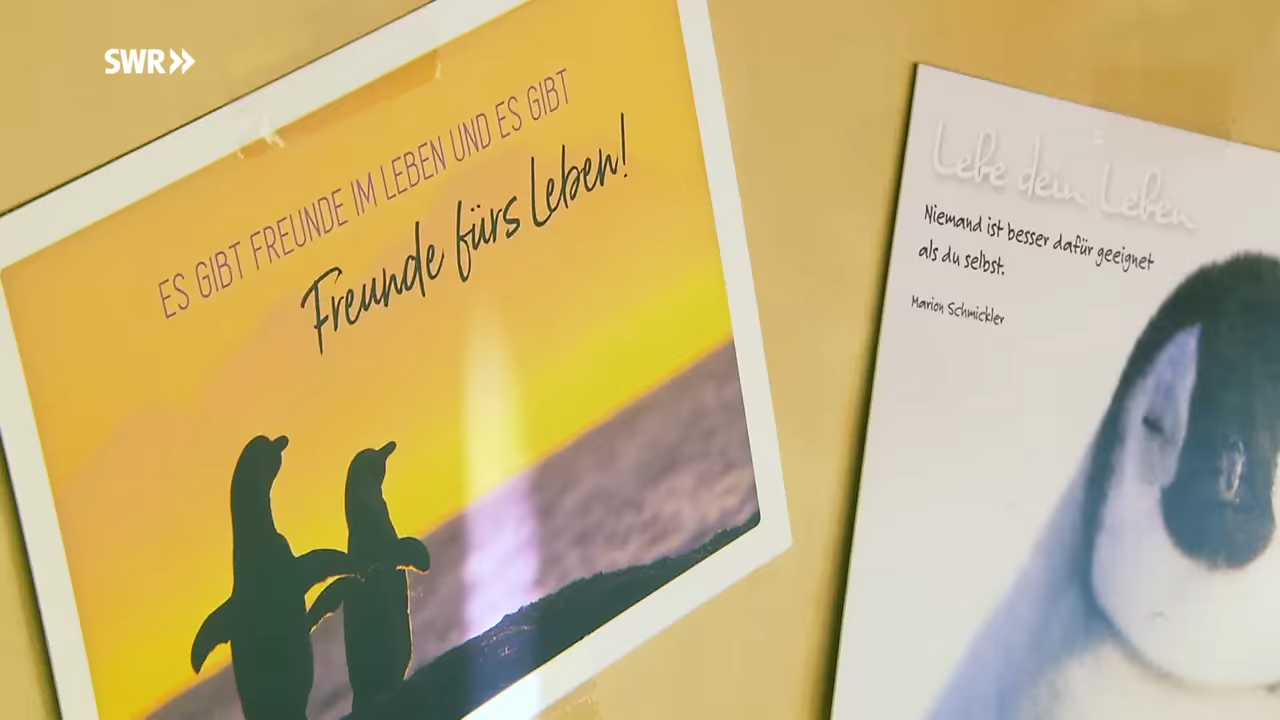 SWR
ES GIBT FREUNDE IM LEBEN UND ES GIBT
Freunde fürs Leben!
Lebe dein Leben
Niemand ist besser dafür geeignet
als du selbst.
Marion Schmickler